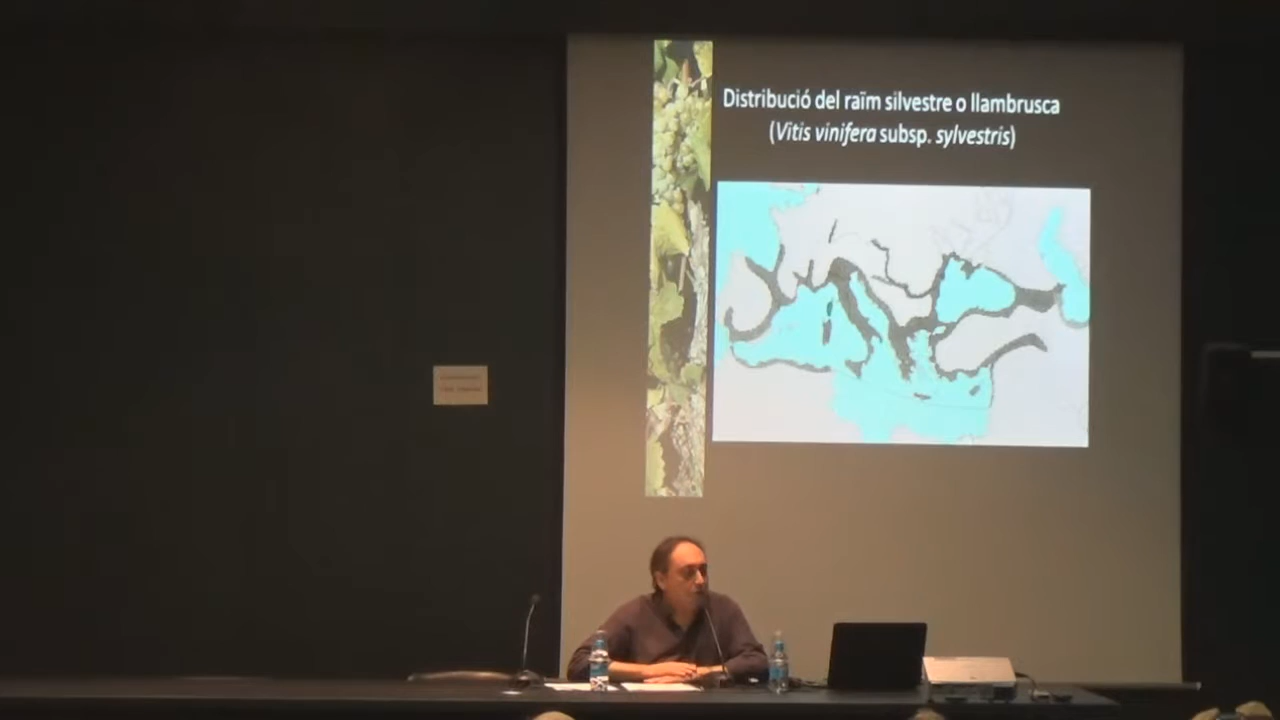 Distribució del raïm silvestre o llambrusca
(Vitis vinifera subsp. sylvestris)